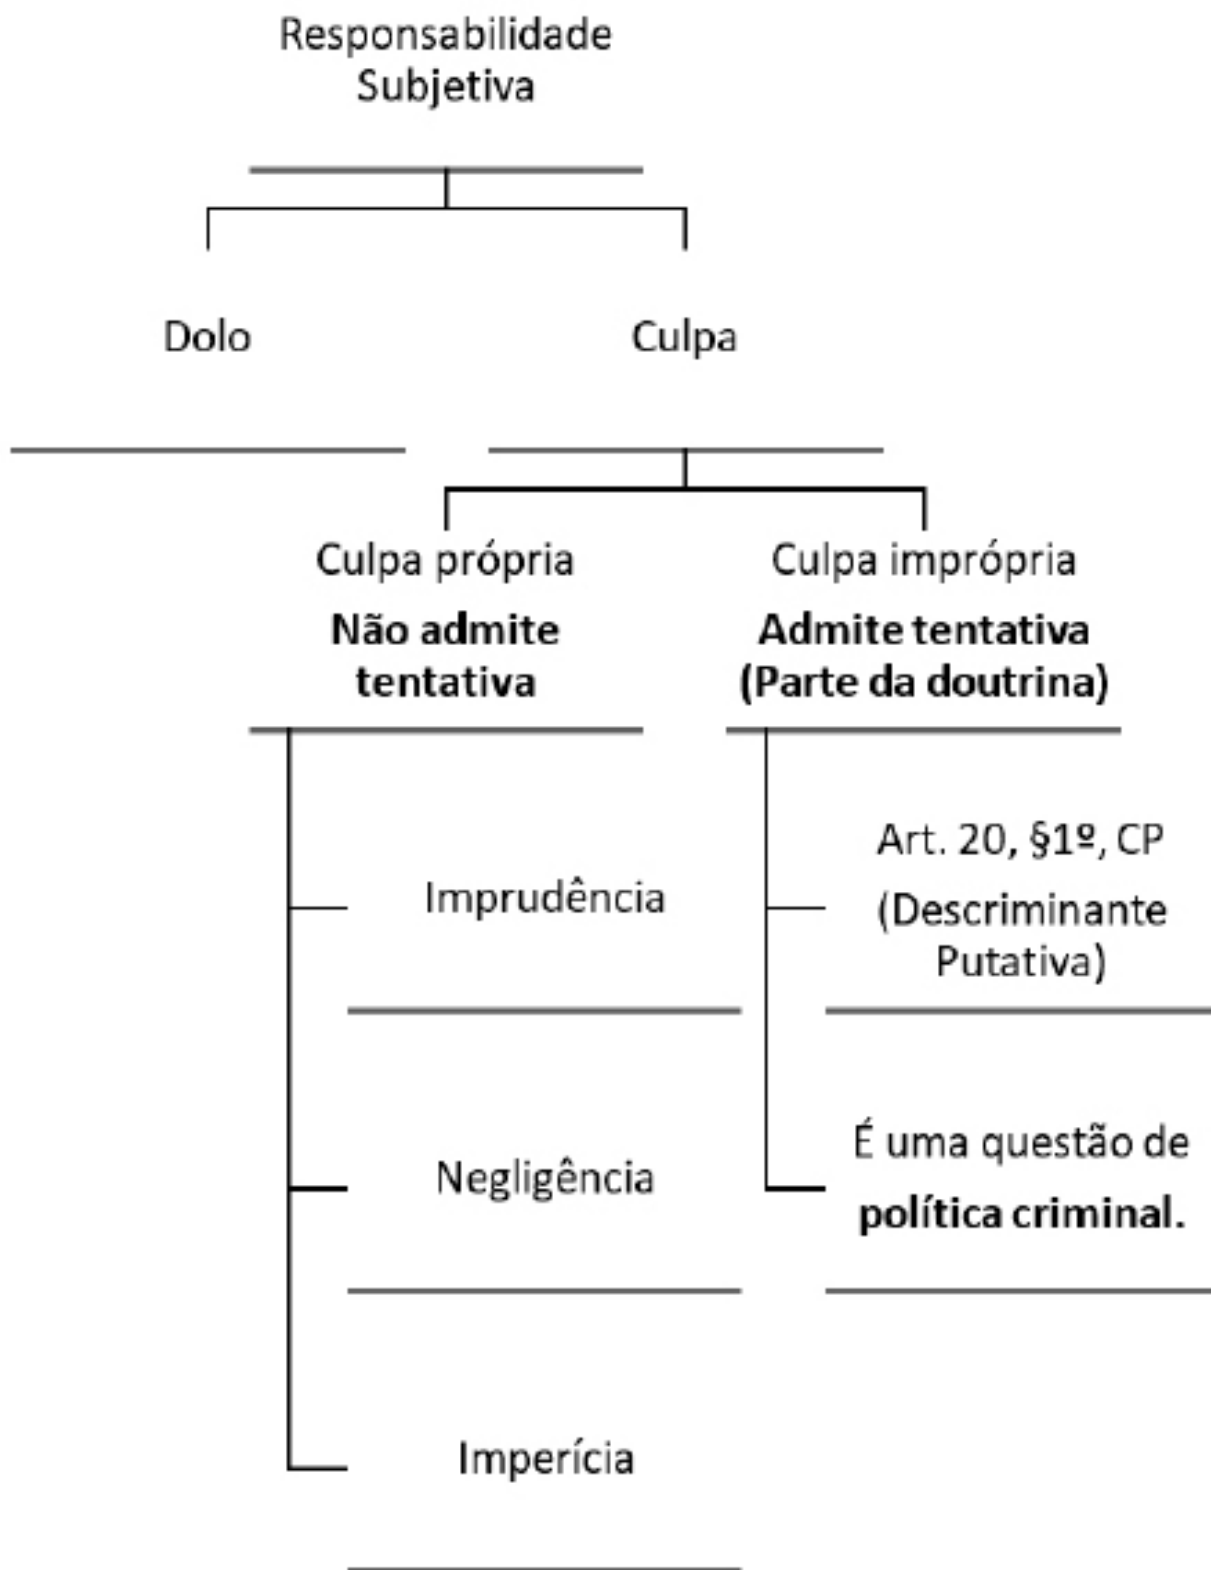 Responsabilidade
Subjetiva
Dolo
Culpa
Culpa própria
Não admite
tentativa
Culpa imprópria
Admite tentativa
(Parte da doutrina)
Imprudência
Art. 20, §1º, CP
(Descriminante
Putativa)
Negligência
É uma questão de
política criminal.
Imperícia